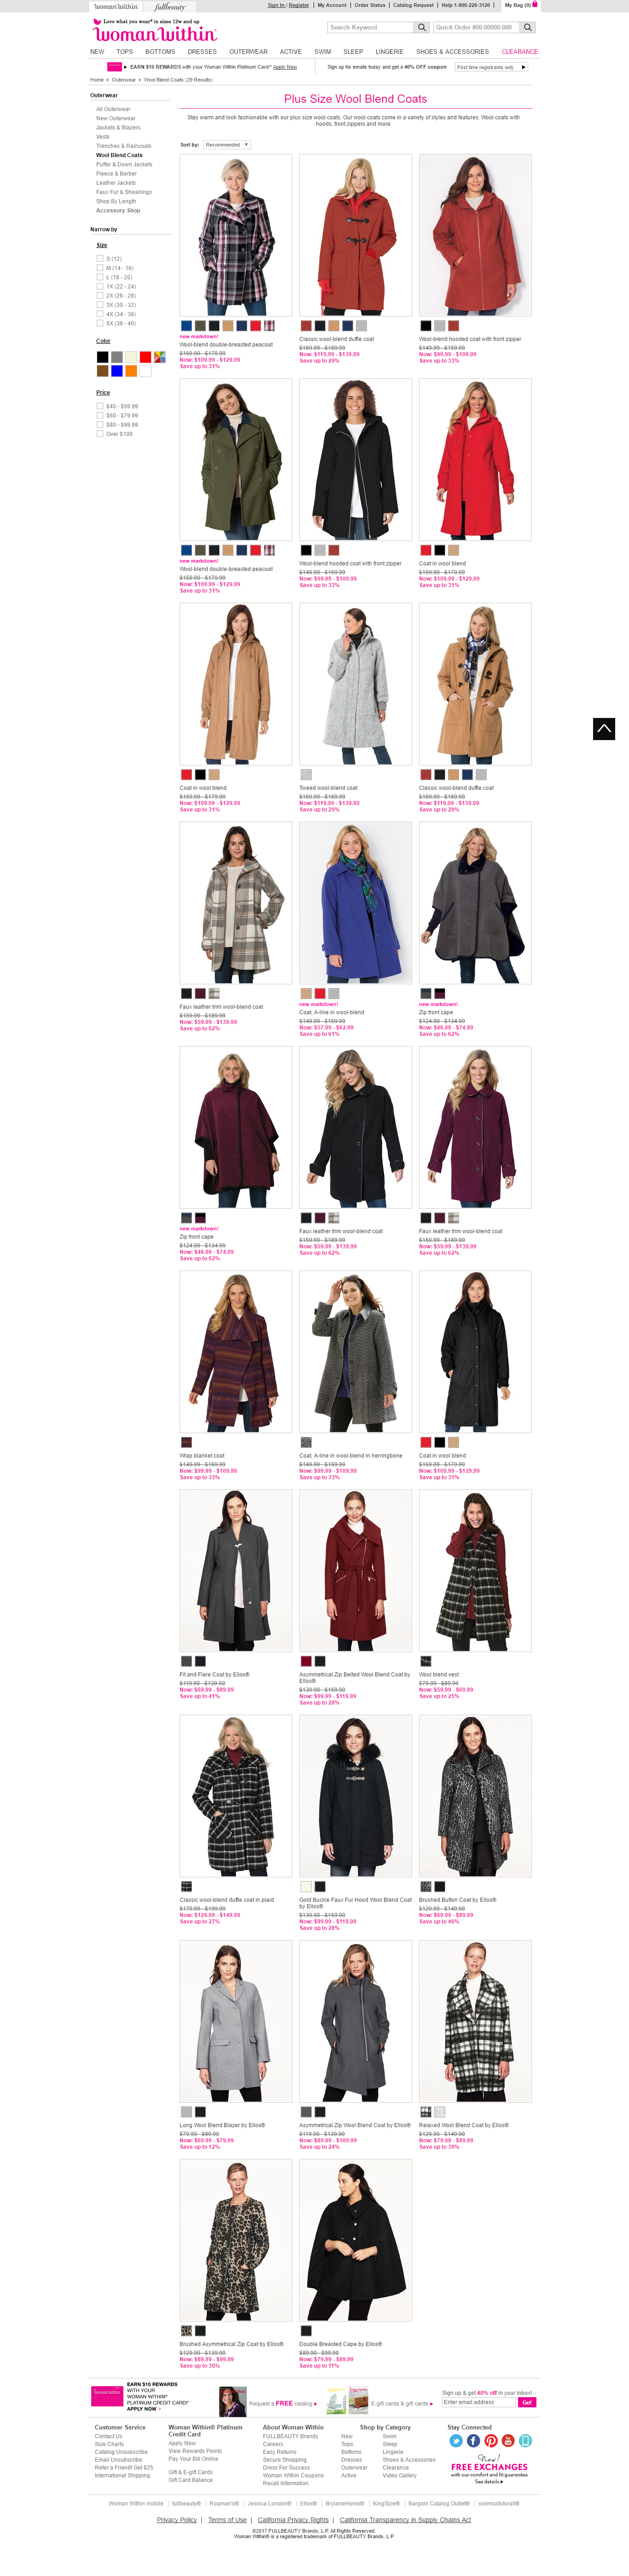 woman within
fullbeauty
Sign In / Register | My Account | Order Status | Catalog Request | Help 1-800-228-3120 | My Bag (0)
Love what you wear® in sizes 12w and up
woman within.
Search Keyword
Quick Order #00-00000-000
NEW TOPS BOTTOMS DRESSES OUTERWEAR ACTIVE SWIM SLEEP LINGERIE SHOES & ACCESSORIES CLEARANCE
EARN $10 REWARDS with your Woman Within Platinum Card!* Apply Now
Sign up for emails today and get a 40% OFF coupon
First time registrants only
Home Outerwear Wool Blend Coats (29 Results)
Outerwear
All Outerwear
New Outerwear
Jackets & Blazers
Vests
Trenches & Raincoats
Wool Blend Coats
Puffer & Down Jackets
Fleece & Berber
Leather Jackets
Faux Fur & Shearlings
Shop By Length
Accessory Shop
Narrow by
Size
S (12)
M (14 - 16)
L (18 - 20)
1X (22 - 24)
2X (26 - 28)
3X (30 - 32)
4X (34 - 36)
5X (38 - 40)
Color
Price
$40 - $59.99
$60 - $79.99
$80 - $99.99
Over $100
Plus Size Wool Blend Coats
Stay warm and look fashionable with our plus size wool coats. Our wool coats come in a variety of styles and features. Wool coats with
hoods, front zippers and more.
Sort by: Recommended
new markdown!
Wool-blend double-breasted peacoat
$159.99 - $179.99
Now: $109.99 - $129.99
Save up to 31%
Classic wool-blend duffle coat
$169.99 - $189.99
Now: $119.99 - $139.99
Save up to 29%
Wool-blend hooded coat with front zipper
$149.99 - $159.99
Now: $99.99 - $109.99
Save up to 33%
new markdown!
Wool-blend double-breasted peacoat
$159.99 - $179.99
Now: $109.99 - $129.99
Save up to 31%
Wool-blend hooded coat with front zipper
$149.99 - $159.99
Now: $99.99 - $109.99
Save up to 33%
Coat in wool blend
$159.99 - $179.99
Now: $109.99 - $129.99
Save up to 31%
Coat in wool blend
$159.99 - $179.99
Now: $109.99 - $129.99
Save up to 31%
Tweed wool-blend coat
$169.99 - $189.99
Now: $119.99 - $139.99
Save up to 29%
Classic wool-blend duffle coat
$169.99 - $189.99
Now: $119.99 - $139.99
Save up to 29%
Faux leather trim wool-blend coat
$159.99 - $189.99
Now: $59.99 - $139.99
Save up to 62%
new markdown!
Coat, A-line in wool-blend
$149.99 - $159.99
Now: $57.99 - $62.99
Save up to 61%
new markdown!
Zip front cape
$124.99 - $134.99
Now: $46.99 - $74.99
Save up to 62%
new markdown!
Zip front cape
$124.99 - $134.99
Now: $46.99 - $74.99
Save up to 62%
Faux leather trim wool-blend coat
$159.99 - $189.99
Now: $59.99 - $139.99
Save up to 62%
Faux leather trim wool-blend coat
$159.99 - $189.99
Now: $59.99 - $139.99
Save up to 62%
Wrap blanket coat
$149.99 - $159.99
Now: $99.99 - $109.99
Save up to 33%
Coat, A-line in wool-blend in herringbone
$149.99 - $159.99
Now: $99.99 - $109.99
Save up to 33%
Coat in wool blend
$159.99 - $179.99
Now: $109.99 - $129.99
Save up to 31%
Fit and Flare Coat by Ellos®
$119.99 - $139.99
Now: $69.99 - $89.99
Save up to 41%
Asymmetrical Zip Belted Wool Blend Coat by
Ellos®
$139.99 - $159.99
Now: $99.99 - $119.99
Save up to 28%
Wool blend vest
$79.99 - $89.99
Now: $59.99 - $69.99
Save up to 25%
Classic wool-blend duffle coat in plaid
$179.99 - $199.99
Now: $129.99 - $149.99
Save up to 27%
Gold Buckle Faux Fur Hood Wool Blend Coat
by Ellos®
$139.99 - $159.99
Now: $99.99 - $119.99
Save up to 28%
Brushed Button Coat by Ellos®
$129.99 - $149.99
Now: $69.99 - $89.99
Save up to 46%
Long Wool Blend Blazer by Ellos®
$79.99 - $89.99
Now: $69.99 - $79.99
Save up to 12%
Asymmetrical Zip Wool Blend Coat by Ellos®
$119.99 - $139.99
Now: $89.99 - $109.99
Save up to 24%
Relaxed Wool Blend Coat by Ellos®
$129.99 - $149.99
Now: $79.99 - $89.99
Save up to 39%
Brushed Asymmetrical Zip Coat by Ellos®
$129.99 - $139.99
Now: $89.99 - $99.99
Save up to 30%
Double Breasted Cape by Ellos®
$89.99 - $99.99
Now: $79.99 - $89.99
Save up to 11%
EARN $10 REWARDS
WITH YOUR
WOMAN WITHIN®
PLATINUM CREDIT CARD!*
APPLY NOW >
Request a FREE catalog
E-gift cards & gift cards
Sign up & get 40% off in your inbox!
Enter email address Go!
Customer Service
Contact Us
Size Charts
Catalog Unsubscribe
Email Unsubscribe
Refer a Friend! Get $25
International Shipping
Woman Within® Platinum
Credit Card
Apply Now
View Rewards Points
Pay Your Bill Online
Gift & E-gift Cards
Gift Card Balance
About Woman Within
FULLBEAUTY Brands
Careers
Easy Returns
Secure Shopping
Dress For Success
Woman Within Coupons
Recall Information
Shop by Category
New
Tops
Bottoms
Dresses
Outerwear
Active
Swim
Sleep
Lingerie
Shoes & Accessories
Clearance
Video Gallery
Stay Connected
New!
FREE EXCHANGES
with our comfort & fit guarantee
See details
Woman Within mobile | fullbeauty® | Roaman's® | Jessica London® | Ellos® | BrylaneHome® | KingSize® | Bargain Catalog Outlet® | swimsuitsforall®
Privacy Policy | Terms of Use | California Privacy Rights | California Transparency in Supply Chains Act
©2017 FULLBEAUTY Brands, L.P. All Rights Reserved.
Woman Within® is a registered trademark of FULLBEAUTY Brands, L.P.